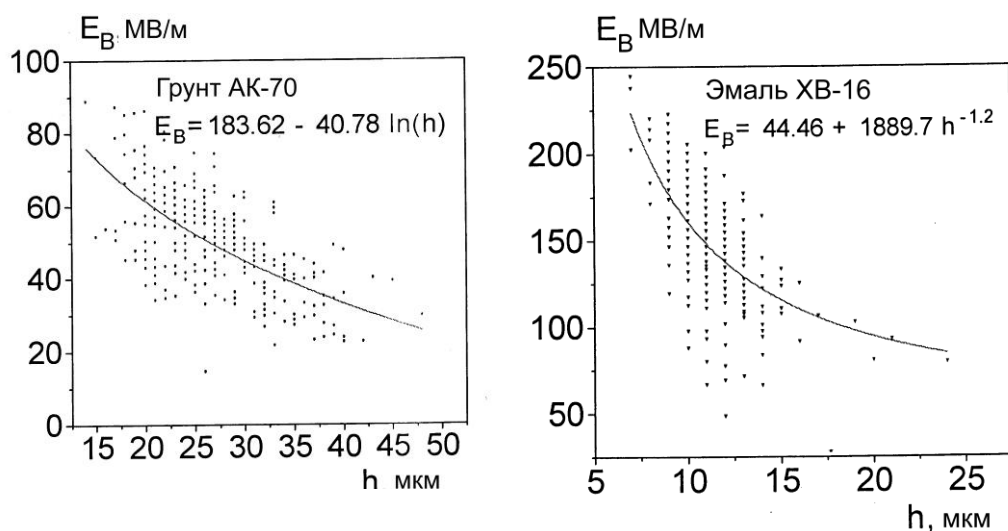 E_B МВ/м
100
80
60
40
20
0
Грунт АК-70
E_B = 183.62 - 40.78 ln(h)
15 20 25 30 35 40 45 50
h мкм
E_B МВ/м
250
200
150
100
50
Эмаль ХВ-16
E_B = 44.46 + 1889.7 h^-1.2
5 10 15 20 25
h, мкм